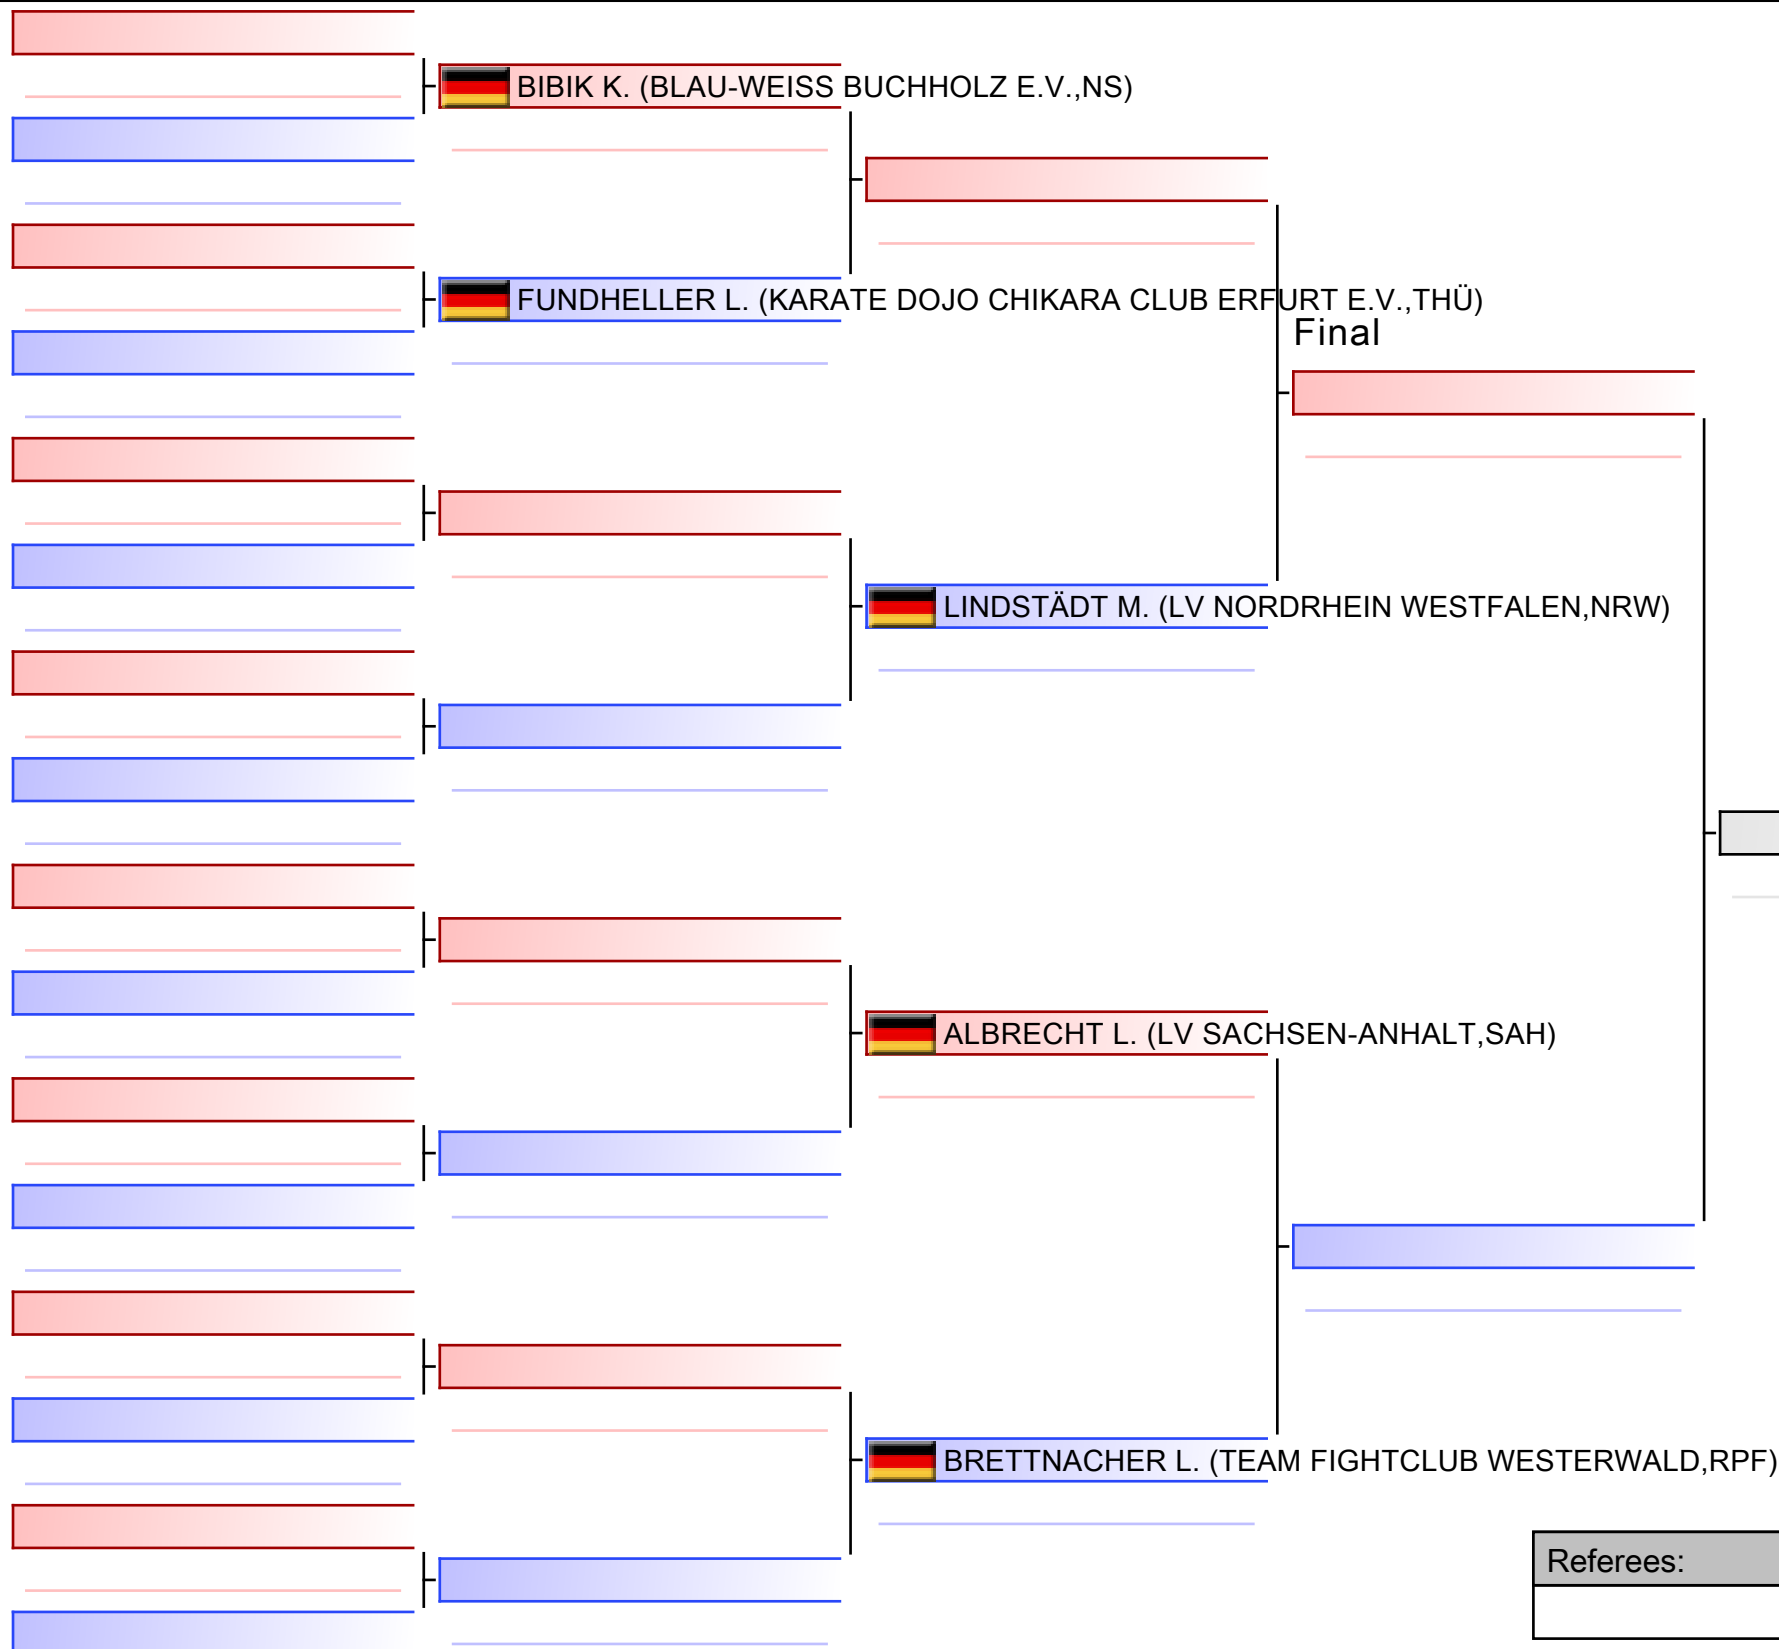 BIBIK K. (BLAU-WEISS BUCHHOLZ E.V.,NS)
FUNDHELLER L. (KARATE DOJO CHIKARA CLUB ERFURT E.V.,THÜ)
Final
LINDSTÄDT M. (LV NORDRHEIN WESTFALEN,NRW)
ALBRECHT L. (LV SACHSEN-ANHALT,SAH)
BRETTNACHER L. (TEAM FIGHTCLUB WESTERWALD,RPF)
Referees: